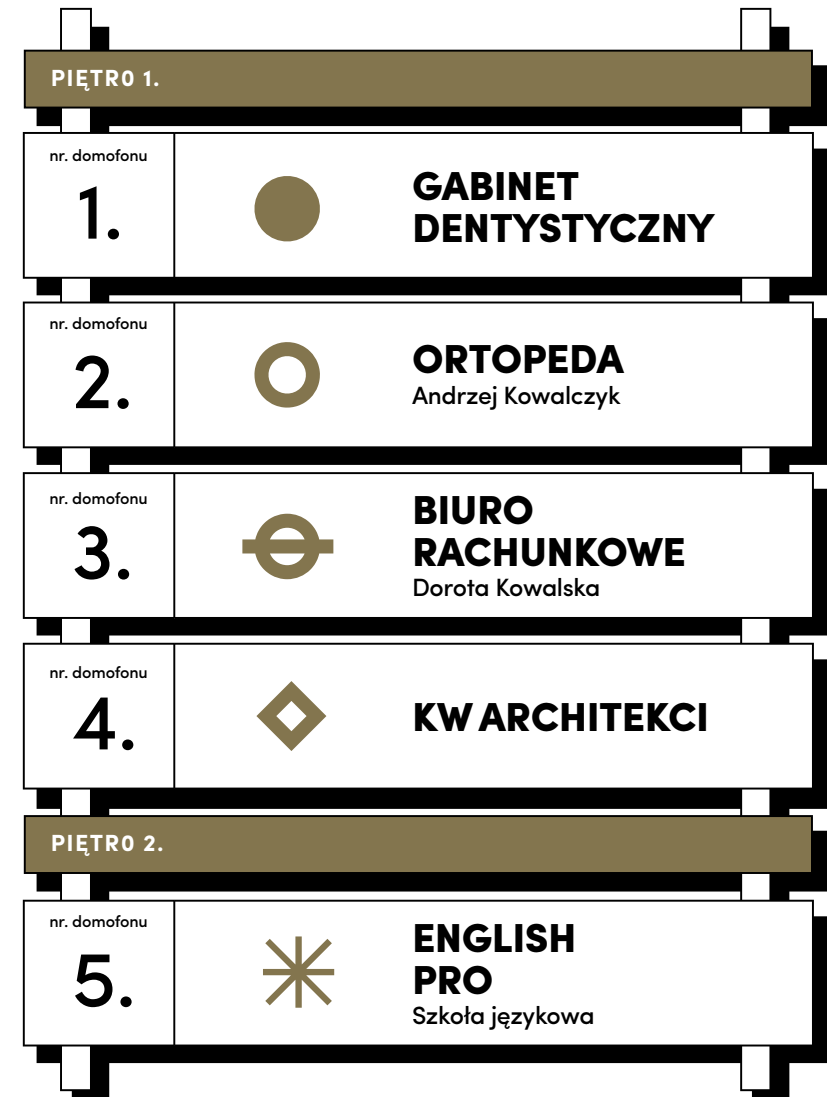 PIĘTRO 1.
nr. domofonu
1.
GABINET
DENTYSTYCZNY
nr. domofonu
2.
ORTOPEDA
Andrzej Kowalczyk
nr. domofonu
3.
BIURO
RACHUNKOWE
Dorota Kowalska
nr. domofonu
4.
KW ARCHITEKCI
PIĘTRO 2.
nr. domofonu
5.
ENGLISH
PRO
Szkoła językowa